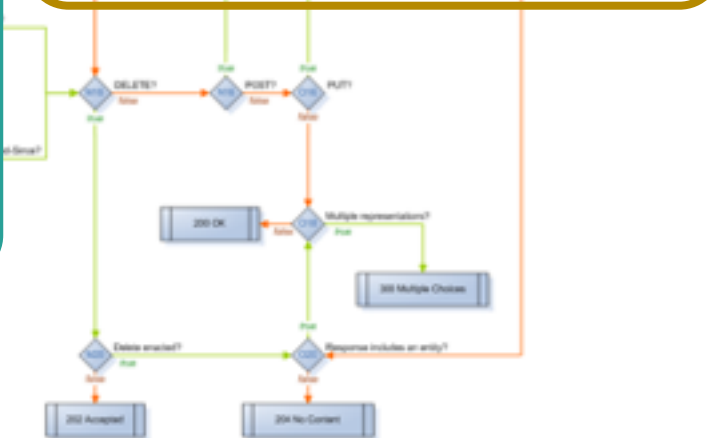 DELETE?
POST?
PUT?
true
true
false
false
true
false
d-Since?
Multiple representations?
200 OK
false
true
300 Multiple Choices
true
Delete enacted?
Response includes an entity?
true
false
false
202 Accepted
204 No Content